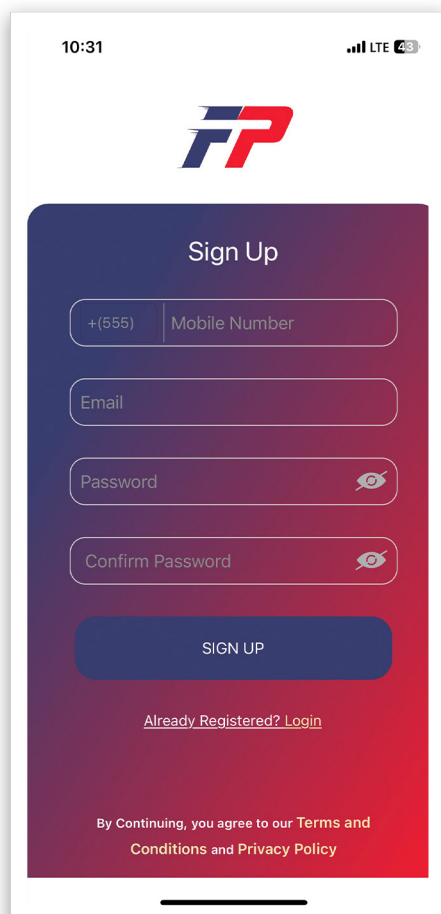 10:31
LTE 43
FP
Sign Up
+(555) Mobile Number
Email
Password
Confirm Password
SIGN UP
Already Registered? Login
By Continuing, you agree to our Terms and
Conditions and Privacy Policy